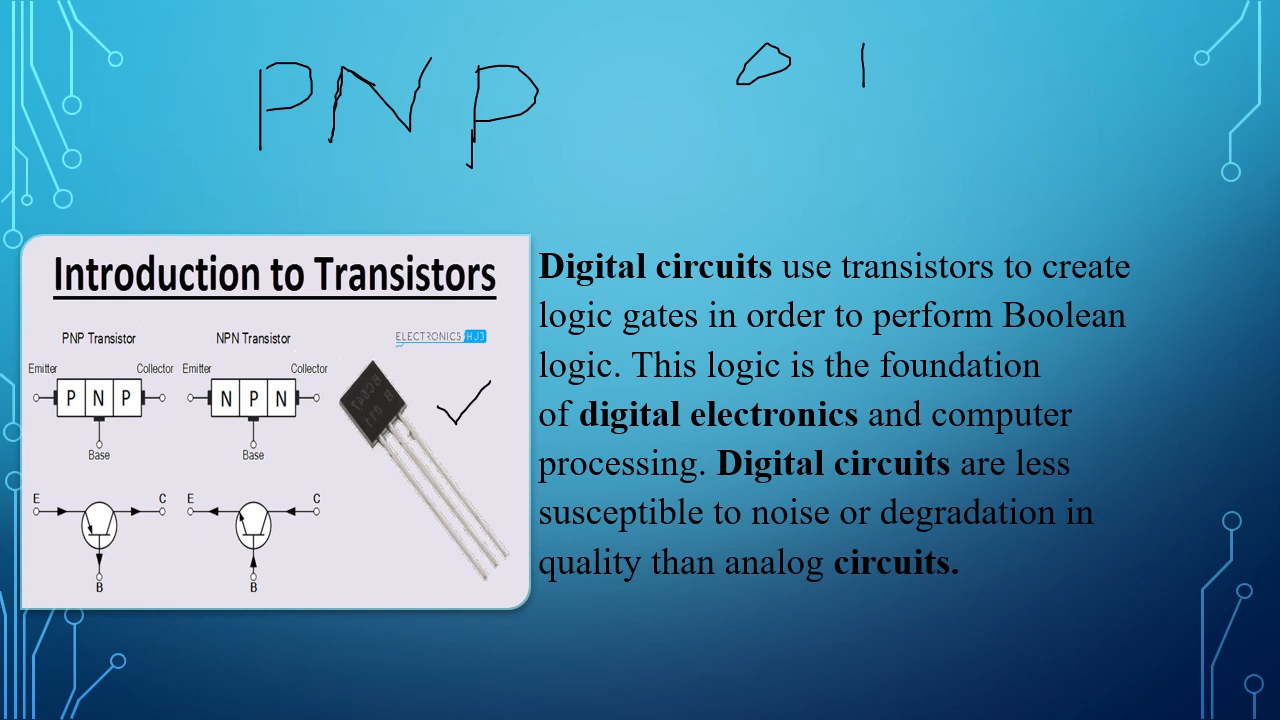 PNP 0 1
Introduction to Transistors
ELECTRONICS HUB
PNP Transistor NPN Transistor
Emitter Collector Emitter Collector
P N P N P N
Base Base
E C E C
B B
Digital circuits use transistors to create
logic gates in order to perform Boolean
logic. This logic is the foundation
of digital electronics and computer
processing. Digital circuits are less
susceptible to noise or degradation in
quality than analog circuits.